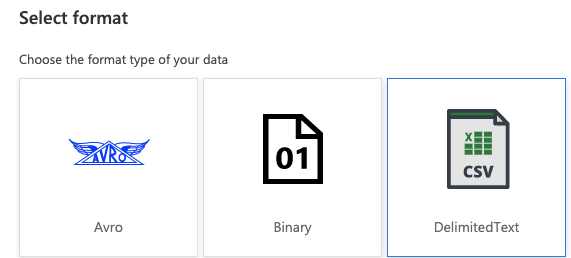 Select format
Choose the format type of your data
AVRO
01
CSV
Avro
Binary
DelimitedText